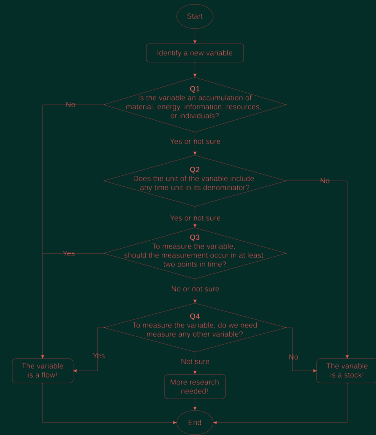 Start
Identify a new variable
Q1
Is the variable an accumulation of
material, energy, information, resources,
or individuals?
No
Yes or not sure
Q2
Does the unit of the variable include
any time unit in its denominator?
No
Yes or not sure
Q3
To measure the variable,
should the measurement occur in at least
two points in time?
Yes
No or not sure
Q4
To measure the variable, do we need
measure any other variable?
Yes
Not sure
No
The variable
is a flow!
More research
needed!
The variable
is a stock!
End